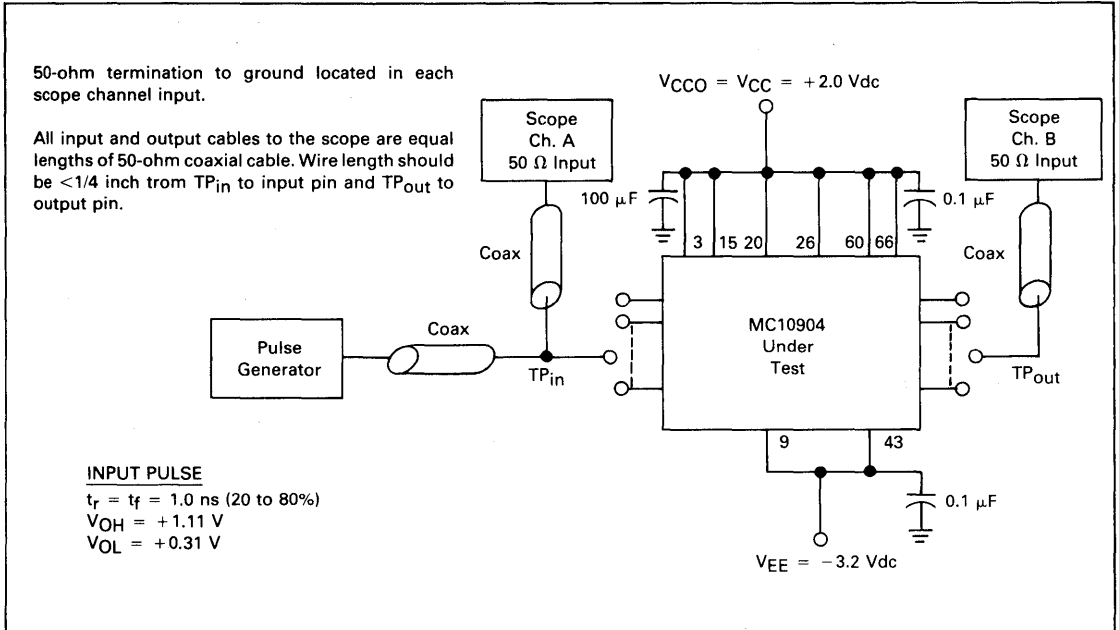 50-ohm termination to ground located in each
scope channel input.
All input and output cables to the scope are equal
lengths of 50-ohm coaxial cable. Wire length should
be <1/4 inch trom TPin to input pin and TPout to
output pin.
VCCO = VCC = +2.0 Vdc
Scope
Ch. A
50 Ω Input
Scope
Ch. B
50 Ω Input
100 μF
0.1 μF
3 15 20 26 60 66
Coax
Coax
Coax
Pulse
Generator
TPin
MC10904
Under
Test
TPout
9 43
INPUT PULSE
tr = tf = 1.0 ns (20 to 80%)
VOH = +1.11 V
VOL = +0.31 V
0.1 μF
VEE = −3.2 Vdc